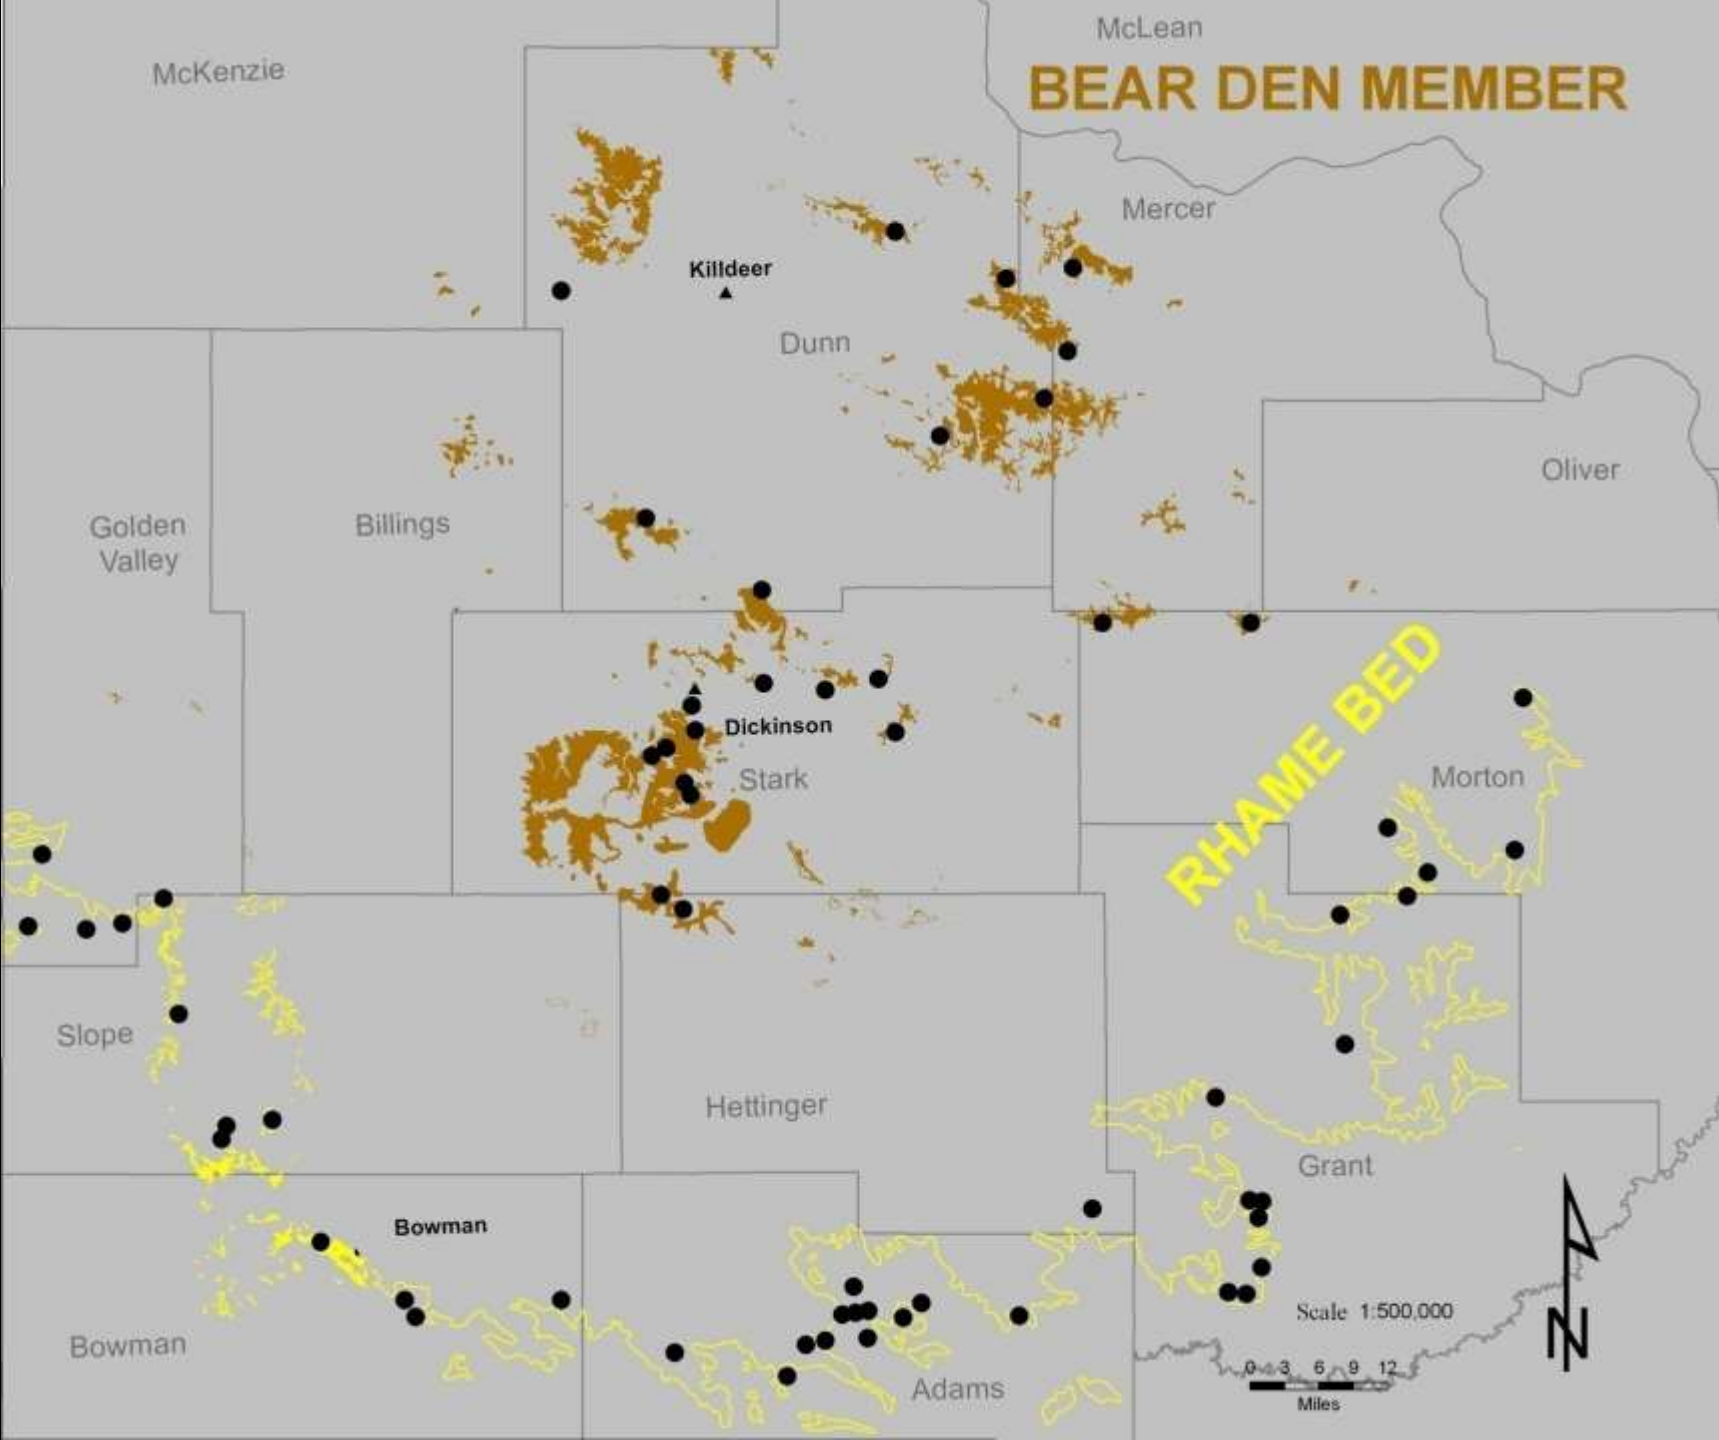 McLean
McKenzie
BEAR DEN MEMBER
Mercer
Killdeer
Dunn
Oliver
Golden
Valley
Billings
RHAME BED
Dickinson
Stark
Morton
Slope
Hettinger
Grant
Bowman
Scale 1:500,000
N
Bowman
0 3 6 9 12
Miles
Adams